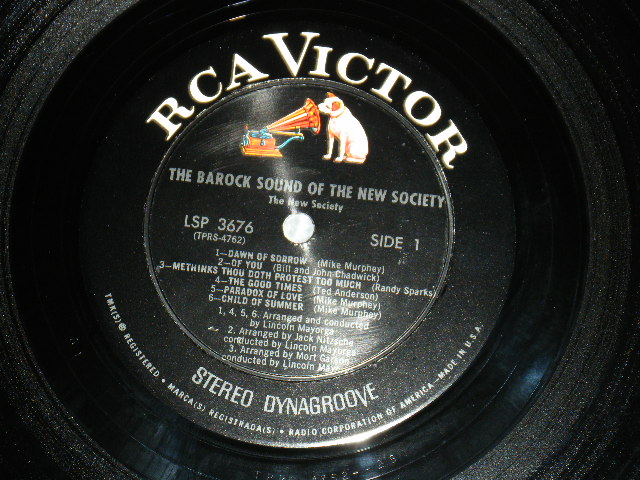 RCA VICTOR
THE BAROCK SOUND OF THE NEW SOCIETY
The New Society
LSP 3676
(TPRS-4762)
SIDE 1
1—DAWN OF SORROW (Mike Murphey)
2—OF YOU (Bill and John Chadwick)
3—METHINKS THOU DOTH PROTEST TOO MUCH (Randy Sparks)
4—THE GOOD TIMES (Ted Anderson)
5—PARADOX OF LOVE (Mike Murphey)
6—CHILD OF SUMMER (Mike Murphey)
1, 4, 5, 6. Arranged and conducted
by Lincoln Mayorga
2. Arranged by Jack Nitzsche
conducted by Lincoln Mayorga
3. Arranged by Mort Garson
conducted by Lincoln Mayorga
STEREO DYNAGROOVE
TMK(S) ® REGISTERED • MARCA(S) REGISTRADA(S) • RADIO CORPORATION OF AMERICA—MADE IN U.S.A.